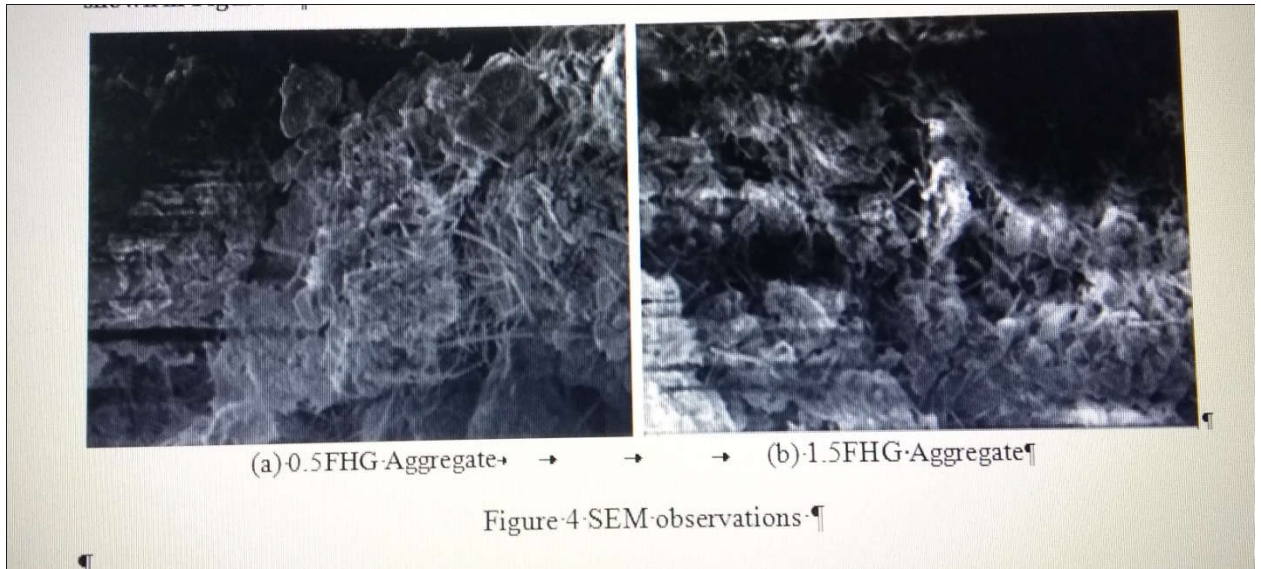 (a) 0.5FHG Aggregate→ → → → (b) 1.5FHG Aggregate¶
Figure 4 SEM observations ¶